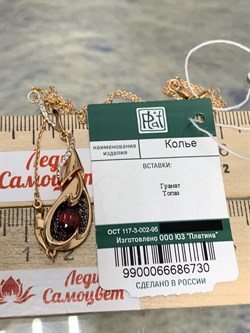 Plat
наименование изделия
Колье
ВСТАВКИ:
Гранат
Топаз
ОСТ 117-3-002-95
Изготовлено ООО ЮЗ "Платина"
9900066686730
СДЕЛАНО В РОССИИ
Леди
Самоцвет
Леди
Самоцвет